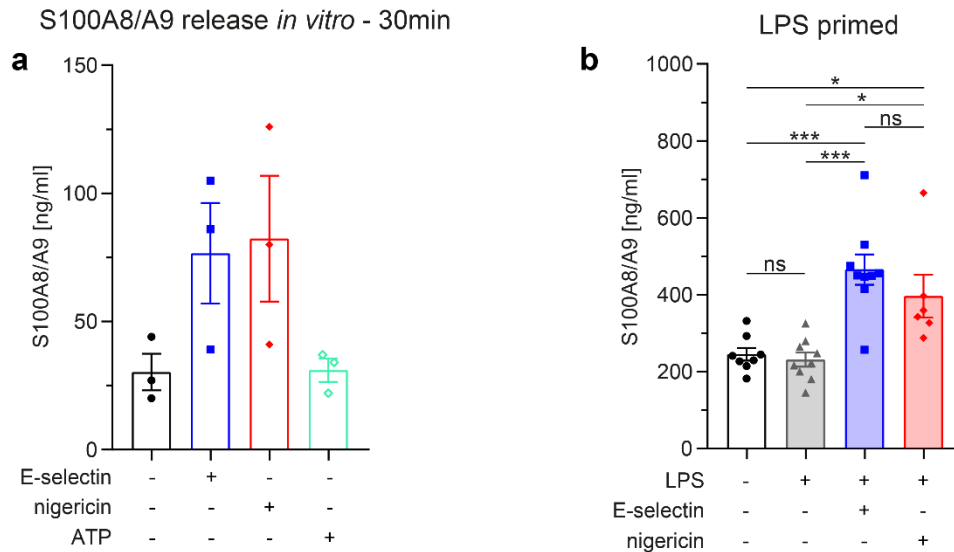 S100A8/A9 release in vitro - 30min
a
S100A8/A9 [ng/ml]
150
100
50
0
E-selectin - + - -
nigericin - - + -
ATP - - - +
LPS primed
b
S100A8/A9 [ng/ml]
1000
800
600
400
200
0
*
*
ns
***
***
ns
LPS - + + +
E-selectin - - + -
nigericin - - - +